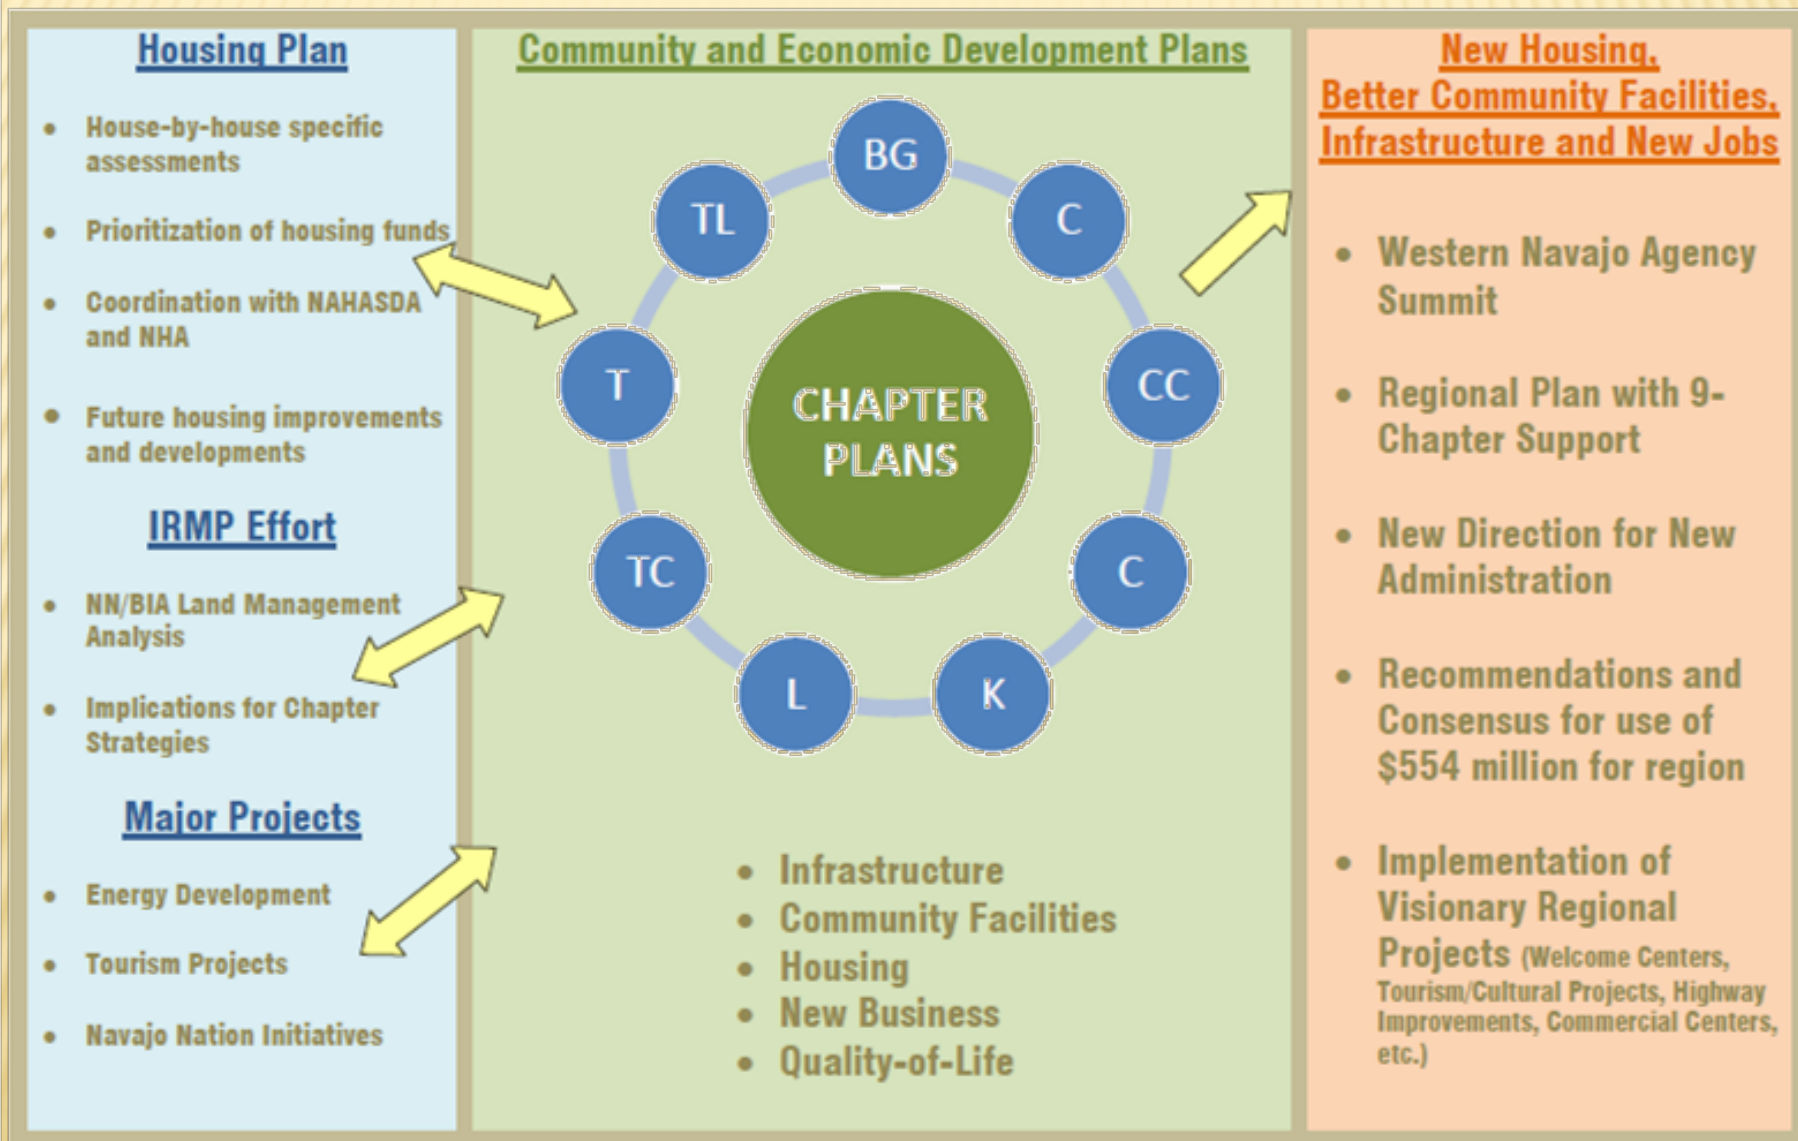 Housing Plan
• House-by-house specific
assessments
• Prioritization of housing funds
• Coordination with NAHASDA
and NHA
• Future housing improvements
and developments
IRMP Effort
• NN/BIA Land Management
Analysis
• Implications for Chapter
Strategies
Major Projects
• Energy Development
• Tourism Projects
• Navajo Nation Initiatives
Community and Economic Development Plans
BG
C
CC
C
K
L
TC
T
TL
CHAPTER
PLANS
• Infrastructure
• Community Facilities
• Housing
• New Business
• Quality-of-Life
New Housing,
Better Community Facilities,
Infrastructure and New Jobs
• Western Navajo Agency
Summit
• Regional Plan with 9-
Chapter Support
• New Direction for New
Administration
• Recommendations and
Consensus for use of
$554 million for region
• Implementation of
Visionary Regional
Projects (Welcome Centers,
Tourism/Cultural Projects, Highway
Improvements, Commercial Centers,
etc.)